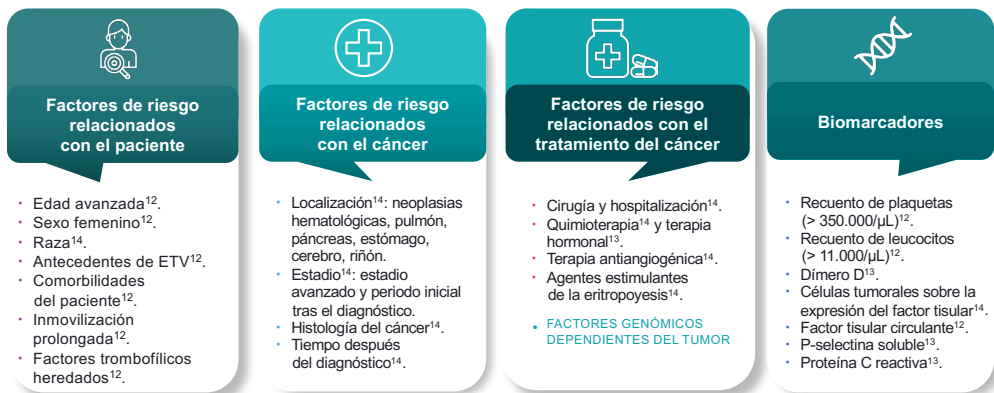 Factores de riesgo
relacionados
con el paciente
• Edad avanzada¹².
• Sexo femenino¹².
• Raza¹⁴.
• Antecedentes de ETV¹².
• Comorbilidades
del paciente¹².
• Inmovilización
prolongada¹².
• Factores trombofílicos
heredados¹².
Factores de riesgo
relacionados
con el cáncer
• Localización¹⁴: neoplasias
hematológicas, pulmón,
páncreas, estómago,
cerebro, riñón.
• Estadio¹⁴: estadio
avanzado y periodo inicial
tras el diagnóstico.
• Histología del cáncer¹⁴.
• Tiempo después
del diagnóstico¹⁴.
Factores de riesgo
relacionados con el
tratamiento del cáncer
• Cirugía y hospitalización¹⁴.
• Quimioterapia¹⁴ y terapia
hormonal¹³.
• Terapia antiangiogénica¹⁴.
• Agentes estimulantes
de la eritropoyesis¹⁴.
• FACTORES GENÓMICOS
DEPENDIENTES DEL TUMOR
Biomarcadores
• Recuento de plaquetas
(> 350.000/μL)¹².
• Recuento de leucocitos
(> 11.000/μL)¹².
• Dímero D¹³.
• Células tumorales sobre la
expresión del factor tisular¹⁴.
• Factor tisular circulante¹².
• P-selectina soluble¹³.
• Proteína C reactiva¹³.